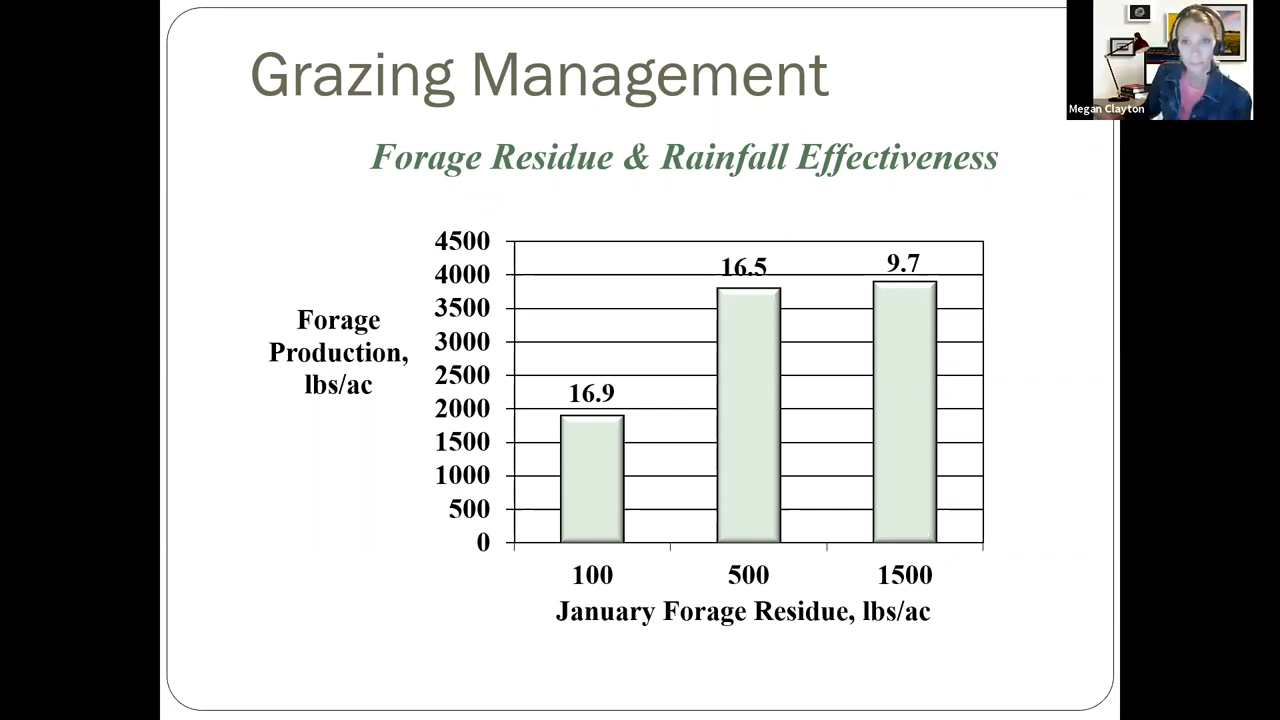 Grazing Management
Megan Clayton
Forage Residue & Rainfall Effectiveness
4500
4000
3500
3000
2500
2000
1500
1000
500
0
Forage
Production,
lbs/ac
16.9
16.5
9.7
100
500
1500
January Forage Residue, lbs/ac